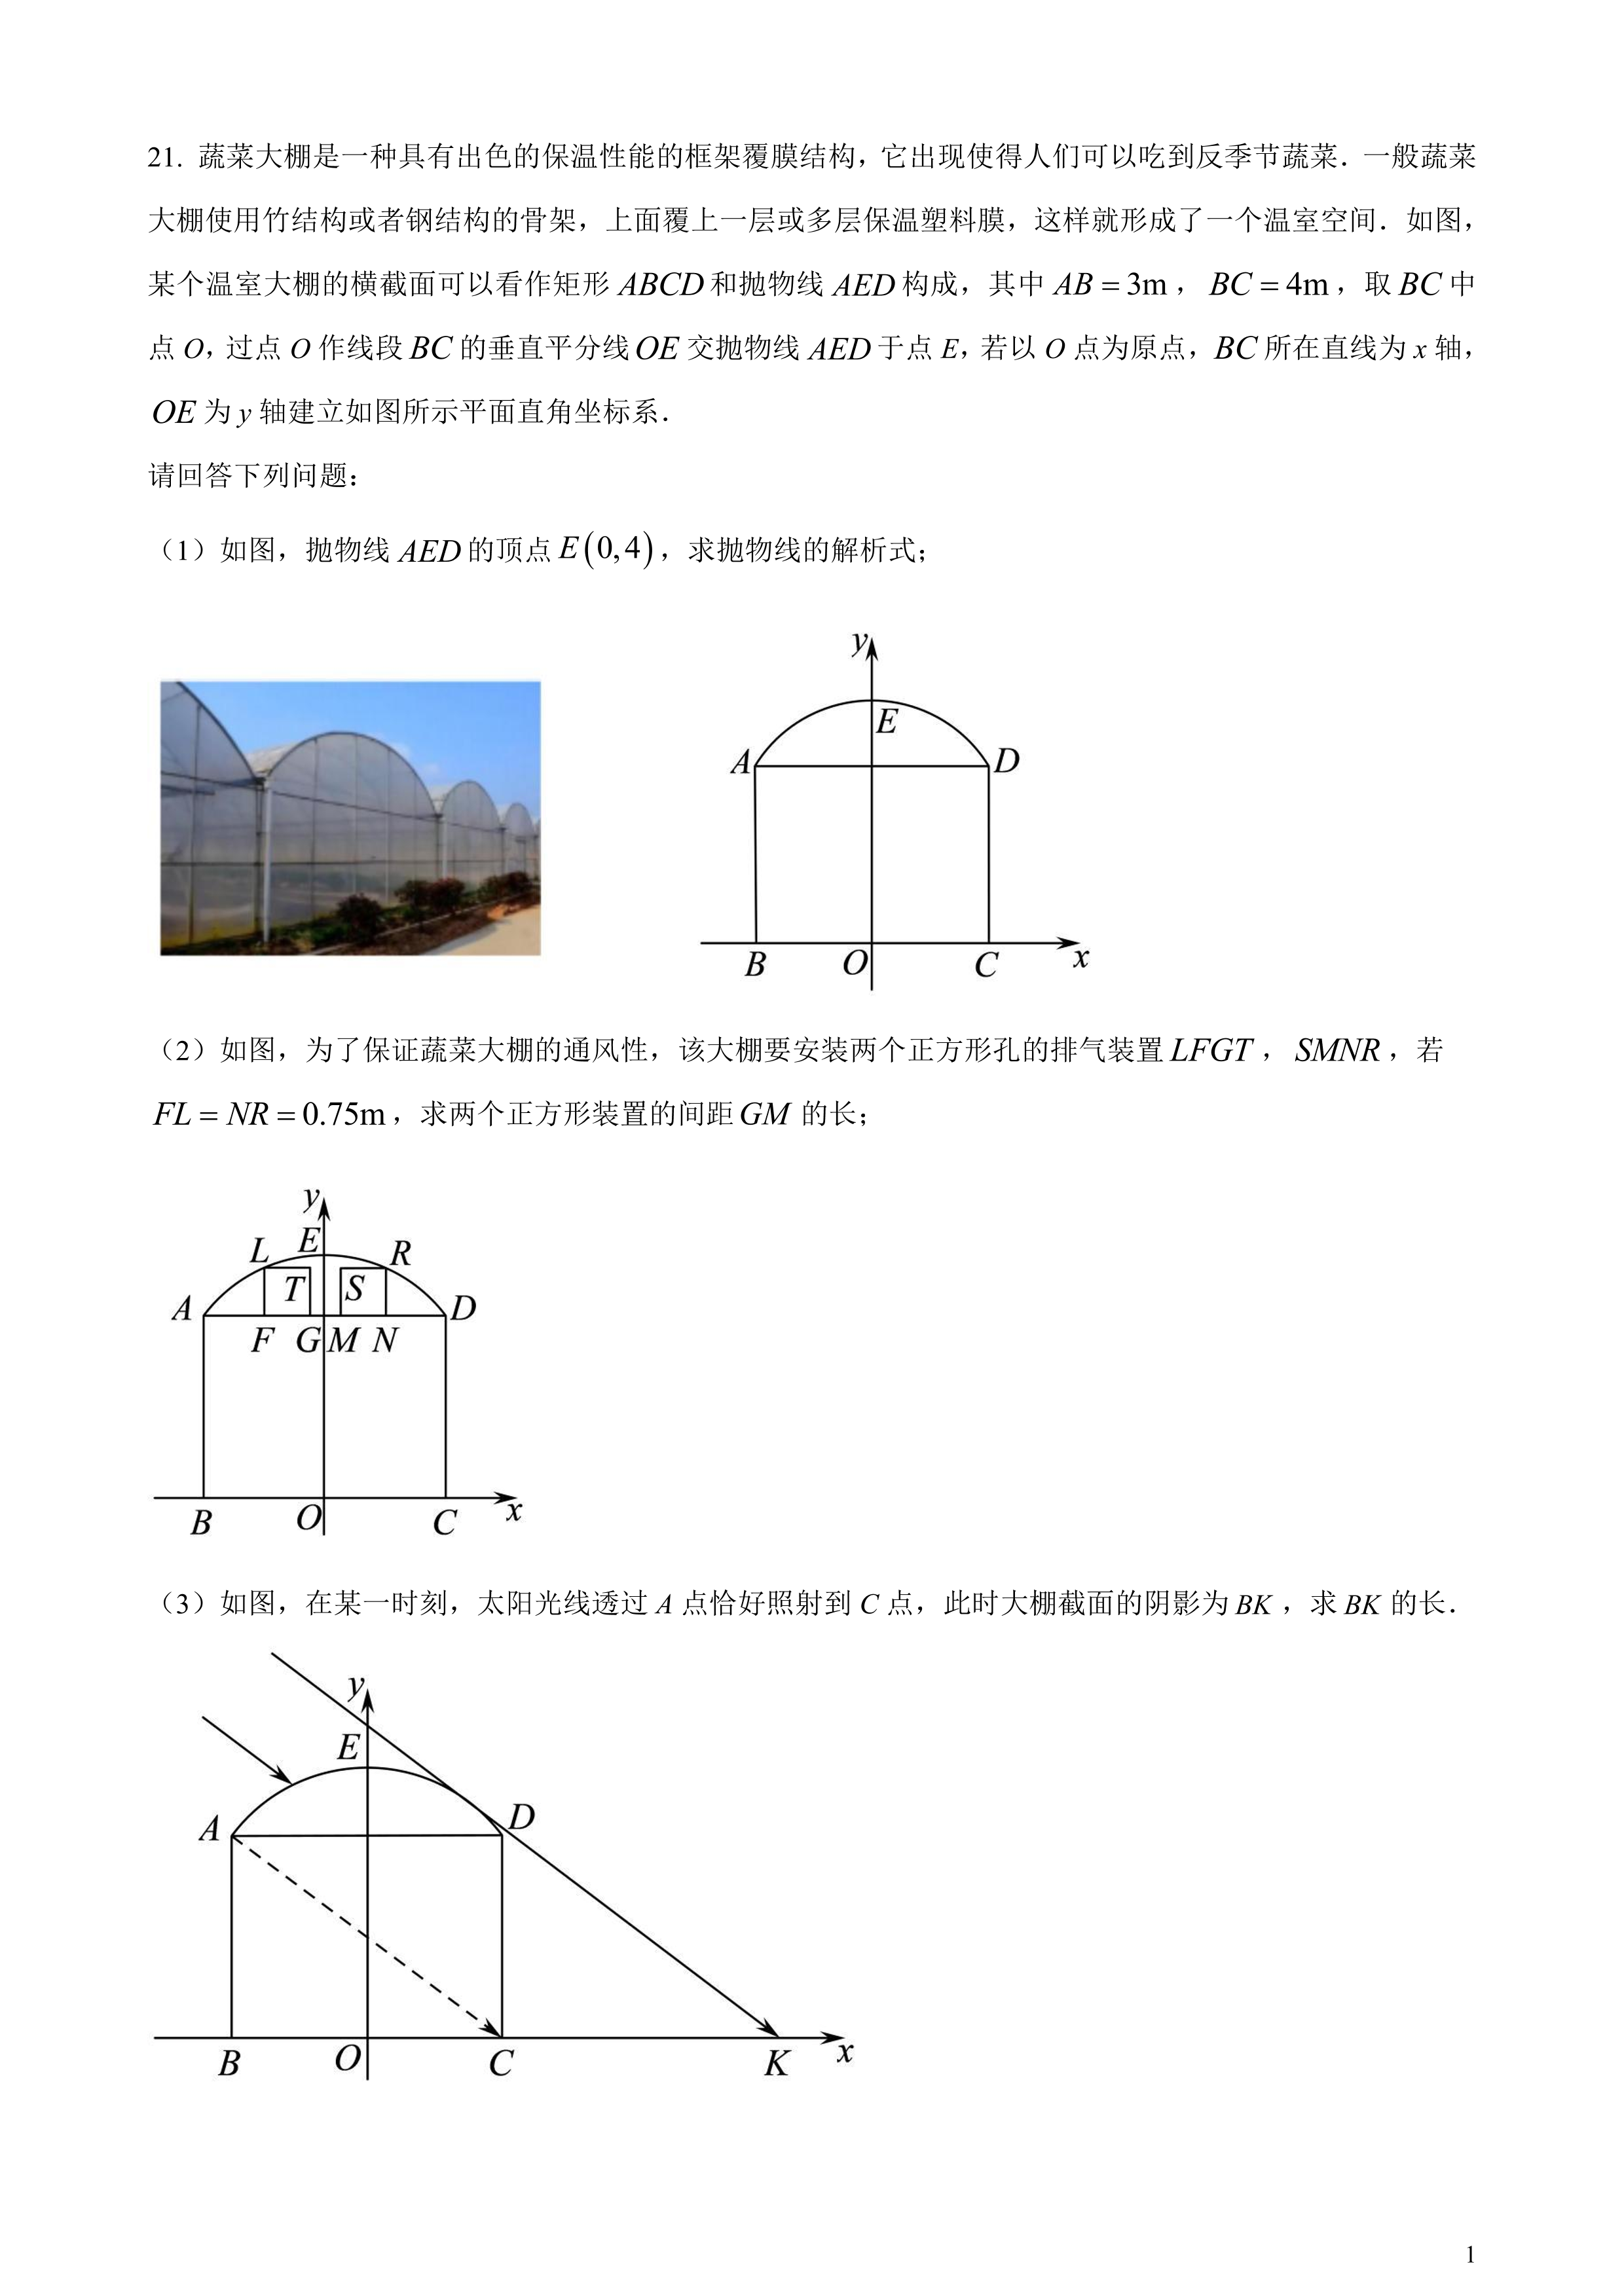 21. 蔬菜大棚是一种具有出色的保温性能的框架覆膜结构，它出现使得人们可以吃到反季节蔬菜．一般蔬菜
大棚使用竹结构或者钢结构的骨架，上面覆上一层或多层保温塑料膜，这样就形成了一个温室空间．如图，
某个温室大棚的横截面可以看作矩形 ABCD 和抛物线 AED 构成，其中 AB = 3m ，BC = 4m ，取 BC 中
点 O，过点 O 作线段 BC 的垂直平分线 OE 交抛物线 AED 于点 E，若以 O 点为原点，BC 所在直线为 x 轴，
OE 为 y 轴建立如图所示平面直角坐标系．
请回答下列问题：
（1）如图，抛物线 AED 的顶点 E(0,4)，求抛物线的解析式；
y
E
A D
B O C x
（2）如图，为了保证蔬菜大棚的通风性，该大棚要安装两个正方形孔的排气装置 LFGT ，SMNR ，若
FL = NR = 0.75m ，求两个正方形装置的间距 GM 的长；
y
L E R
T S
A D
F G M N
B O C x
（3）如图，在某一时刻，太阳光线透过 A 点恰好照射到 C 点，此时大棚截面的阴影为 BK ，求 BK 的长．
y
E
A D
B O C K x
1